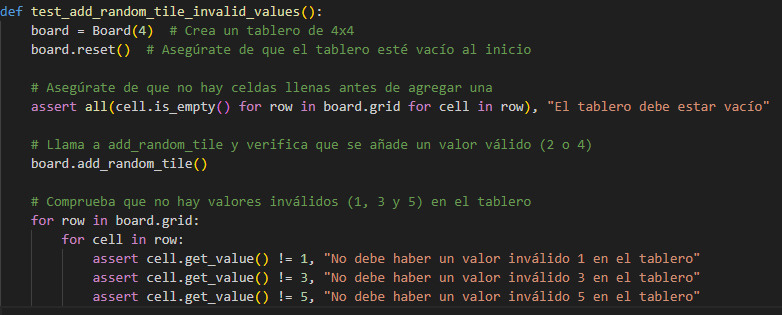 def test_add_random_tile_invalid_values():
    board = Board(4)  # Crea un tablero de 4x4
    board.reset()  # Asegúrate de que el tablero esté vacío al inicio

    # Asegúrate de que no hay celdas llenas antes de agregar una
    assert all(cell.is_empty() for row in board.grid for cell in row), "El tablero debe estar vacío"

    # Llama a add_random_tile y verifica que se añade un valor válido (2 o 4)
    board.add_random_tile()

    # Comprueba que no hay valores inválidos (1, 3 y 5) en el tablero
    for row in board.grid:
        for cell in row:
            assert cell.get_value() != 1, "No debe haber un valor inválido 1 en el tablero"
            assert cell.get_value() != 3, "No debe haber un valor inválido 3 en el tablero"
            assert cell.get_value() != 5, "No debe haber un valor inválido 5 en el tablero"